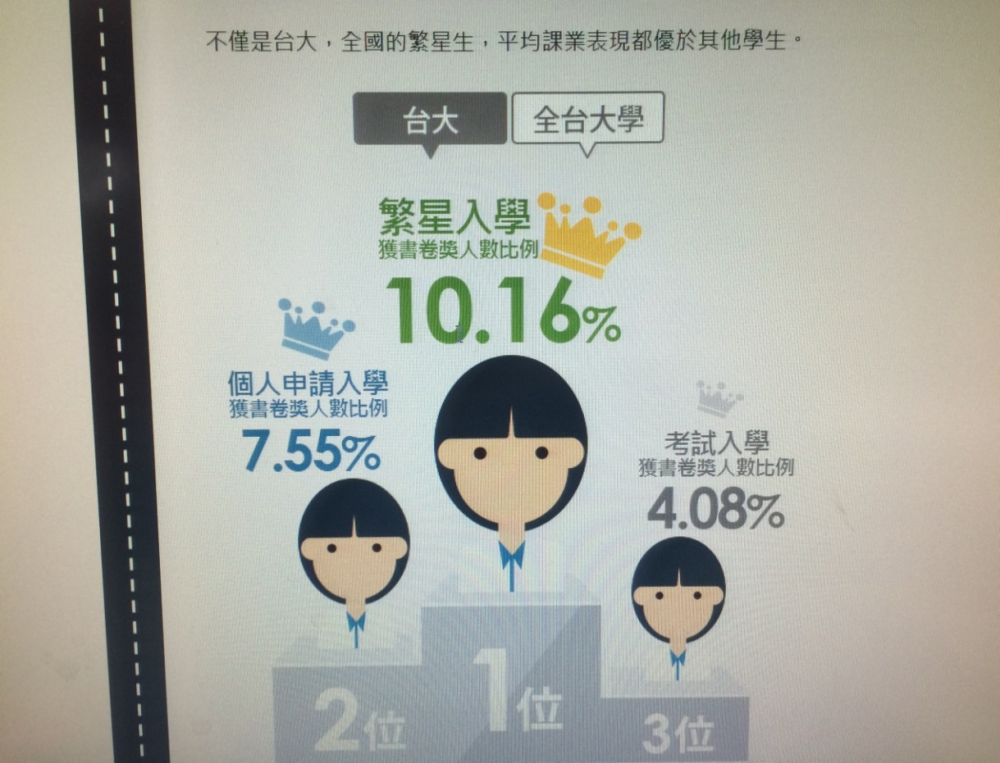 不僅是台大，全國的繁星生，平均課業表現都優於其他學生。
台大
全台大學
繁星入學
獲書卷獎人數比例
10.16%
個人申請入學
獲書卷獎人數比例
7.55%
考試入學
獲書卷獎人數比例
4.08%
1位
2位
3位